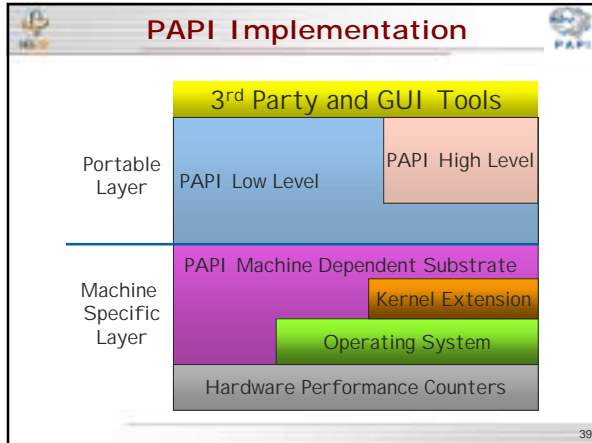 PAPI Implementation
PAPI
3rd Party and GUI Tools
Portable
Layer
PAPI Low Level
PAPI High Level
PAPI Machine Dependent Substrate
Machine
Specific
Layer
Kernel Extension
Operating System
Hardware Performance Counters
39